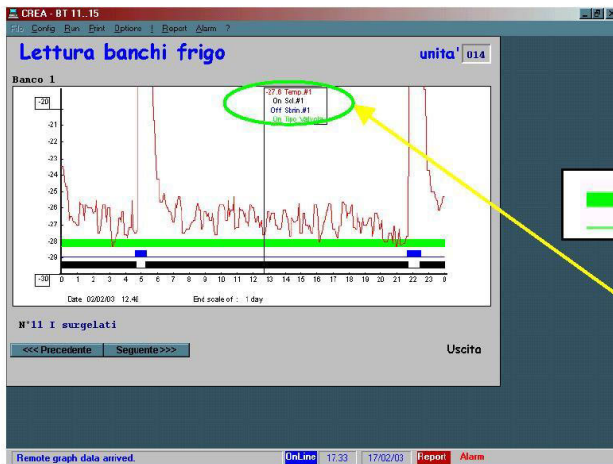 CREA - BT 11..15
File Config Run Print Options ! Report Alarm ?
Lettura banchi frigo
unita' 014
Banco 1
-27.6 Temp.#1
On Sol.#1
Off Sbrin.#1
On Tipo Valvola
-20
-21
-22
-23
-24
-25
-26
-27
-28
-29
-30
0 1 2 3 4 5 6 7 8 9 10 11 12 13 14 15 16 17 18 19 20 21 22 23 0
Date 02/02/03 12.46
End scale of : 1 day
N°11 I surgelati
<<< Precedente
Seguente >>>
Uscita
Remote graph data arrived.
OnLine
17.33
17/02/03
Report
Alarm